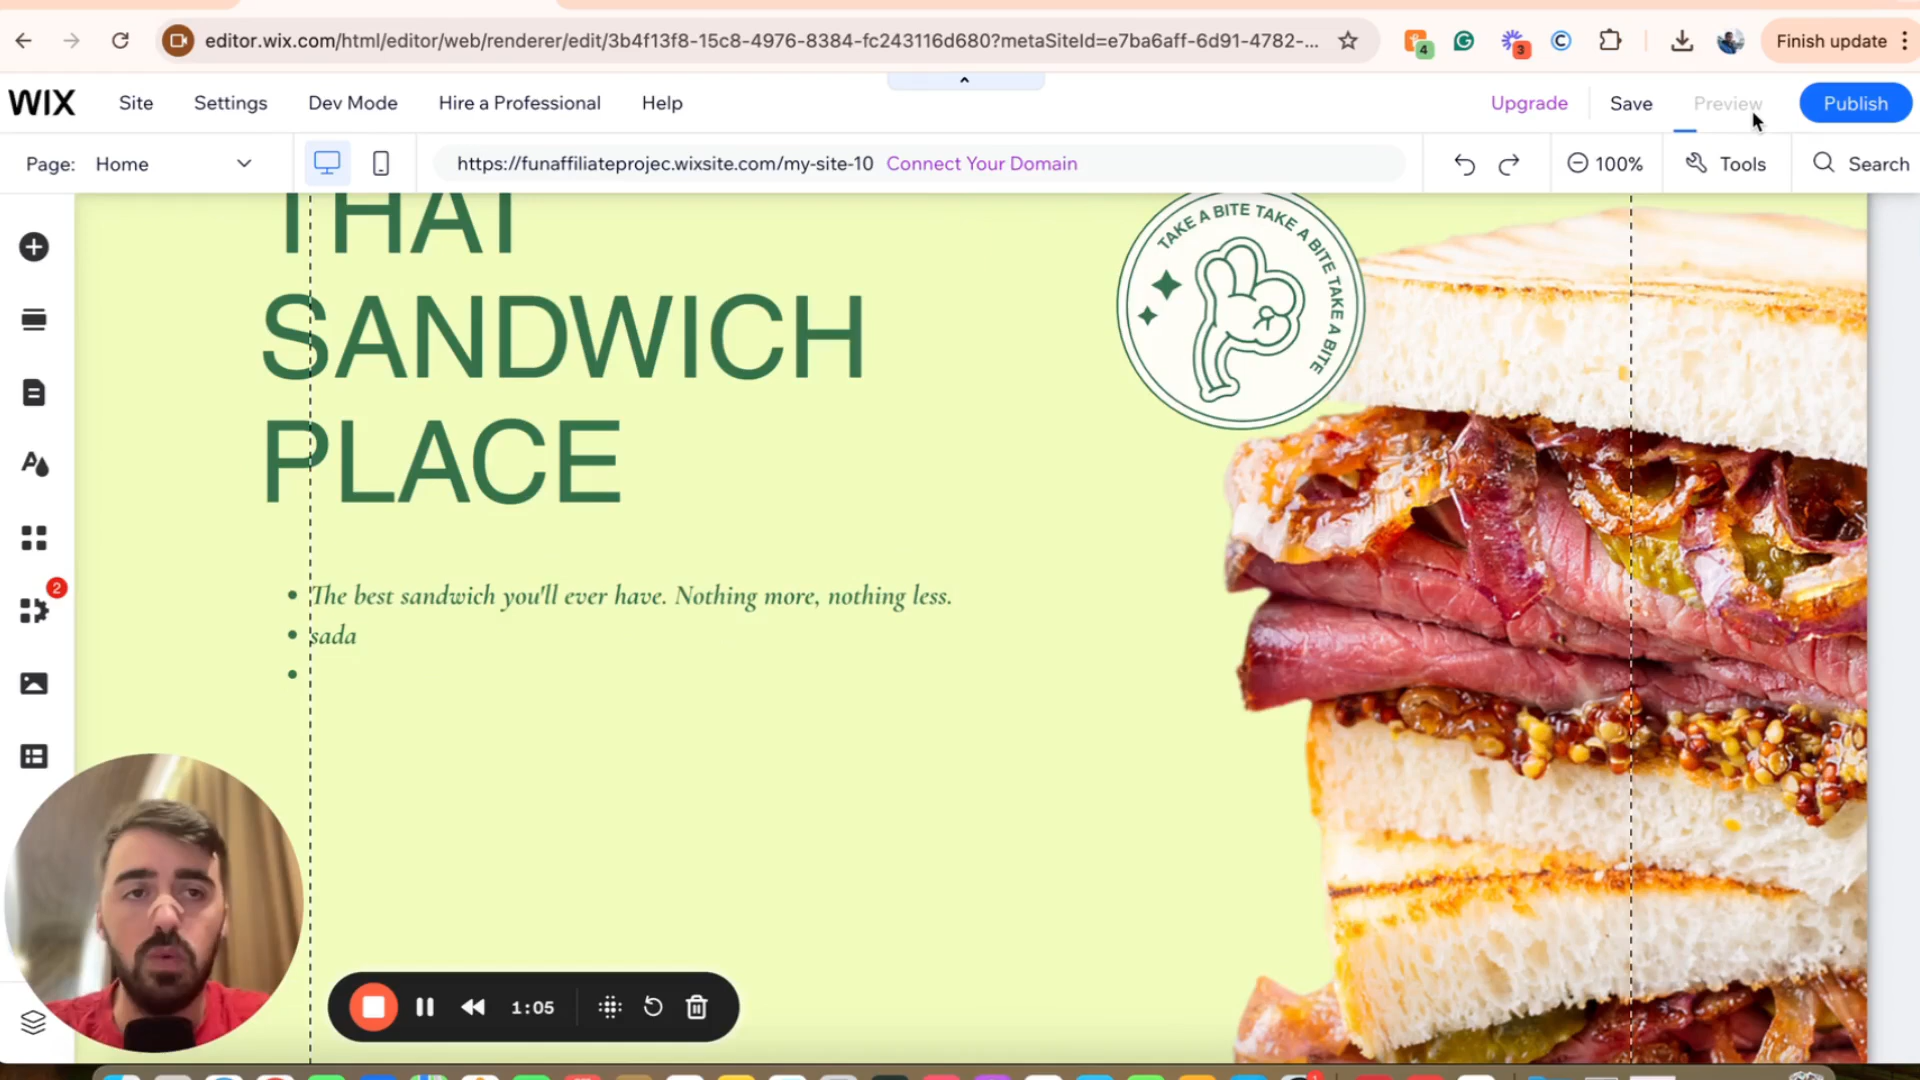 editor.wix.com/html/editor/web/renderer/edit/3b4f13f8-15c8-4976-8384-fc243116d680?metaSiteId=e7ba6aff-6d91-4782-...
4
3
Finish update
WIX
Site
Settings
Dev Mode
Hire a Professional
Help
Upgrade
Save
Preview
Publish
Page:
Home
https://funaffiliateprojec.wixsite.com/my-site-10
Connect Your Domain
100%
Tools
Search
THAT
SANDWICH
PLACE
TAKE A BITE TAKE A BITE TAKE A BITE
• The best sandwich you'll ever have. Nothing more, nothing less.
• sada
•
2
1:05